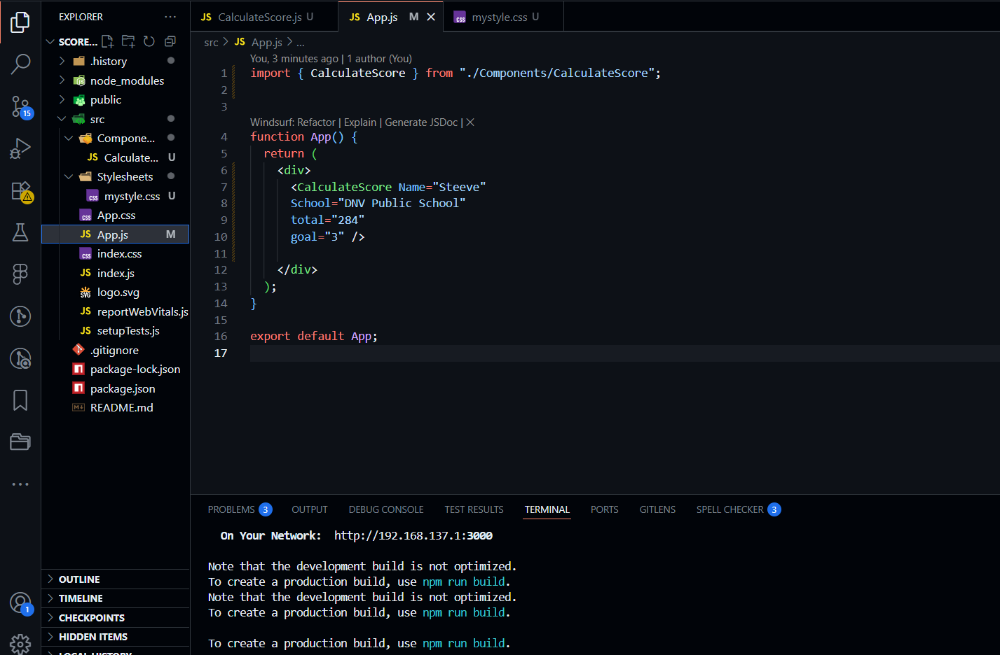 EXPLORER ...
SCORE...
.history
node_modules
public
src
Compone...
JS Calculate... U
Stylesheets
css mystyle.css U
css App.css
JS App.js M
css index.css
JS index.js
SVG logo.svg
JS reportWebVitals.js
JS setupTests.js
.gitignore
package-lock.json
package.json
README.md
OUTLINE
TIMELINE
CHECKPOINTS
HIDDEN ITEMS
LOCAL HISTORY
15
1
JS CalculateScore.js U
JS App.js M
css mystyle.css U
src > JS App.js > ...
You, 3 minutes ago | 1 author (You)
1 import { CalculateScore } from "./Components/CalculateScore";
2
3
Windsurf: Refactor | Explain | Generate JSDoc | X
4 function App() {
5 return (
6 <div>
7 <CalculateScore Name="Steeve"
8 School="DNV Public School"
9 total="284"
10 goal="3" />
11
12 </div>
13 );
14 }
15
16 export default App;
17
PROBLEMS 3 OUTPUT DEBUG CONSOLE TEST RESULTS TERMINAL PORTS GITLENS SPELL CHECKER 3
On Your Network: http://192.168.137.1:3000
Note that the development build is not optimized.
To create a production build, use npm run build.
Note that the development build is not optimized.
To create a production build, use npm run build.
To create a production build, use npm run build.